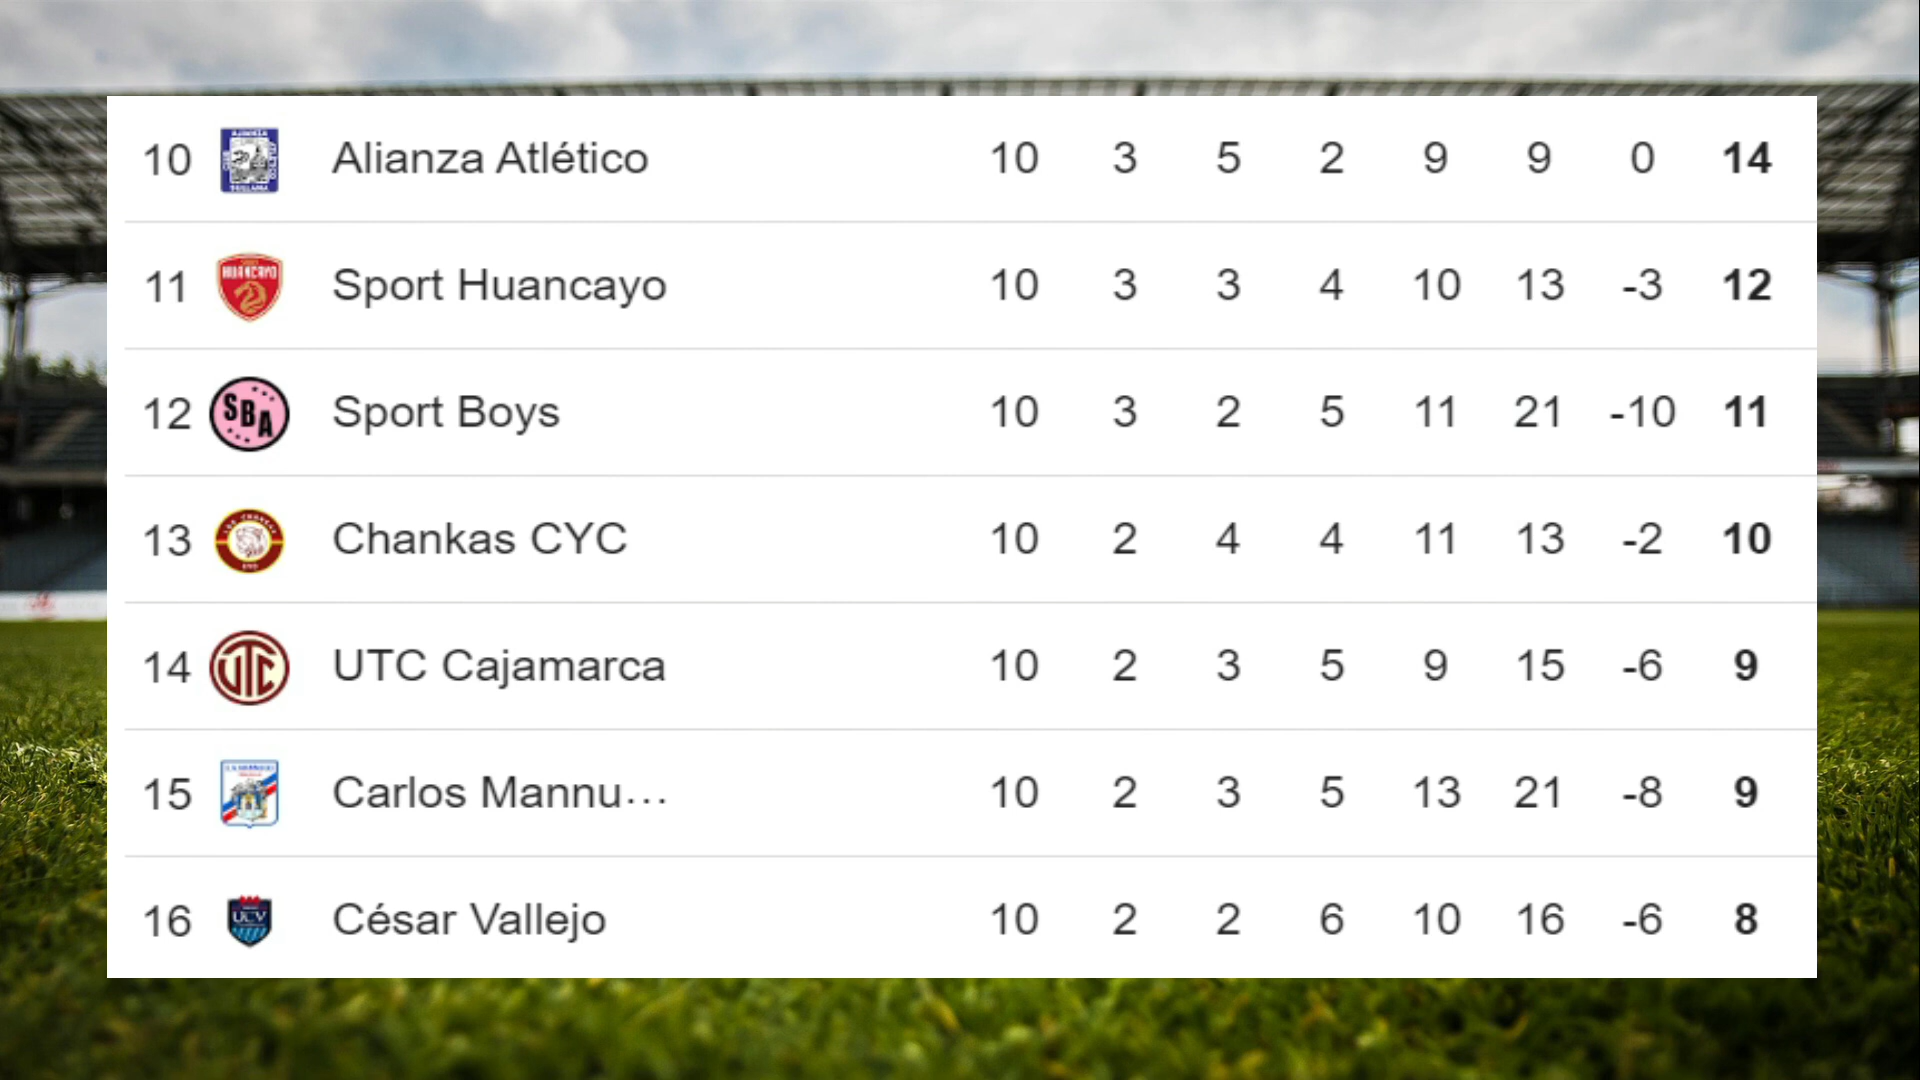 10 Alianza Atlético 10 3 5 2 9 9 0 14
11 HUANCAYO Sport Huancayo 10 3 3 4 10 13 -3 12
12 SBA Sport Boys 10 3 2 5 11 21 -10 11
13 Chankas CYC 10 2 4 4 11 13 -2 10
14 UTC UTC Cajamarca 10 2 3 5 9 15 -6 9
15 Carlos Mannu... 10 2 3 5 13 21 -8 9
16 UCV César Vallejo 10 2 2 6 10 16 -6 8